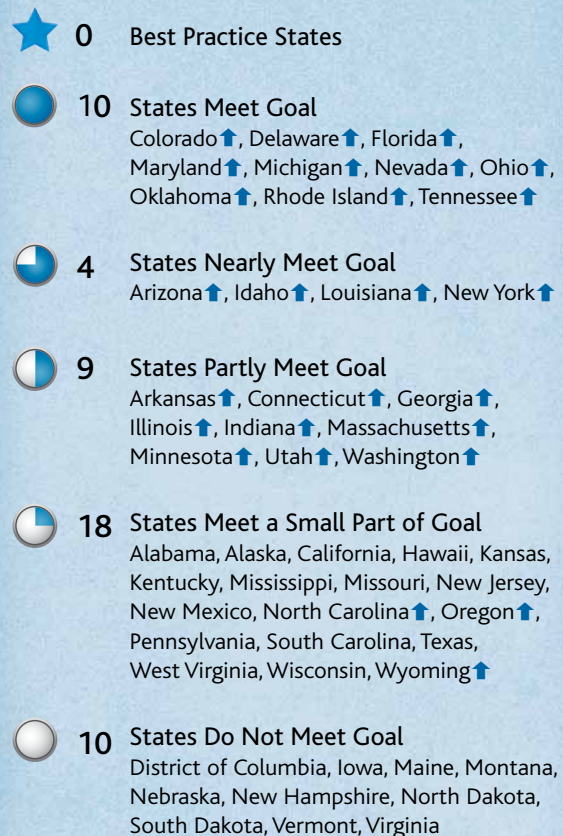 0 Best Practice States
10 States Meet Goal
Colorado⬆, Delaware⬆, Florida⬆,
Maryland⬆, Michigan⬆, Nevada⬆, Ohio⬆,
Oklahoma⬆, Rhode Island⬆, Tennessee⬆
4 States Nearly Meet Goal
Arizona⬆, Idaho⬆, Louisiana⬆, New York⬆
9 States Partly Meet Goal
Arkansas⬆, Connecticut⬆, Georgia⬆,
Illinois⬆, Indiana⬆, Massachusetts⬆,
Minnesota⬆, Utah⬆, Washington⬆
18 States Meet a Small Part of Goal
Alabama, Alaska, California, Hawaii, Kansas,
Kentucky, Mississippi, Missouri, New Jersey,
New Mexico, North Carolina⬆, Oregon⬆,
Pennsylvania, South Carolina, Texas,
West Virginia, Wisconsin, Wyoming⬆
10 States Do Not Meet Goal
District of Columbia, Iowa, Maine, Montana,
Nebraska, New Hampshire, North Dakota,
South Dakota, Vermont, Virginia